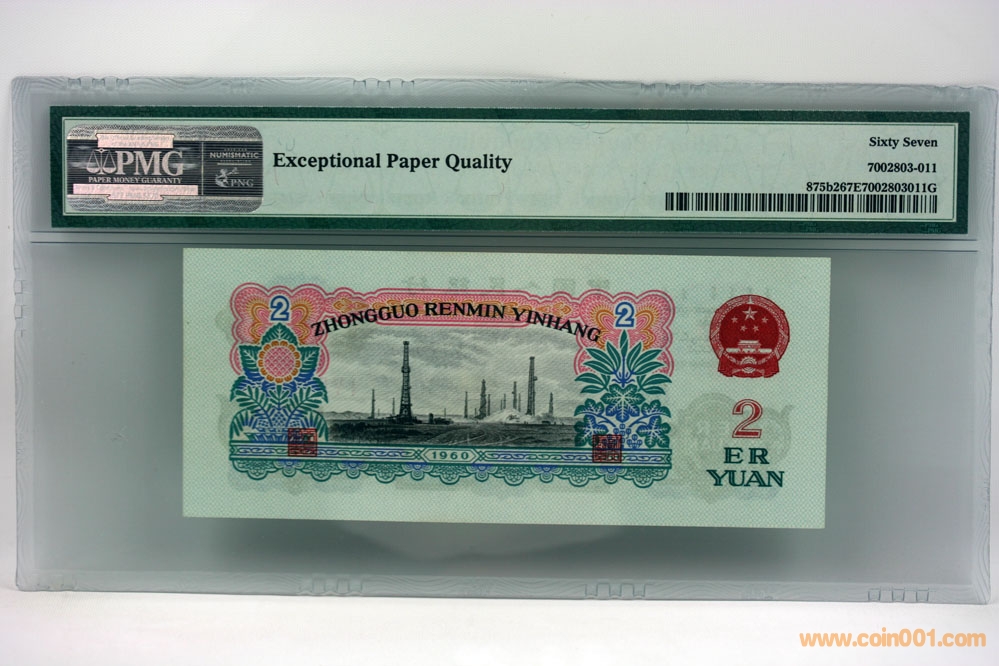 PMG
PAPER MONEY GUARANTY
NUMISMATIC
PNG
Exceptional Paper Quality
Sixty Seven
7002803-011
875b267E7002803011G
2
2
ZHONGGUO RENMIN YINHANG
1960
2
ER
YUAN
www.coin001.com